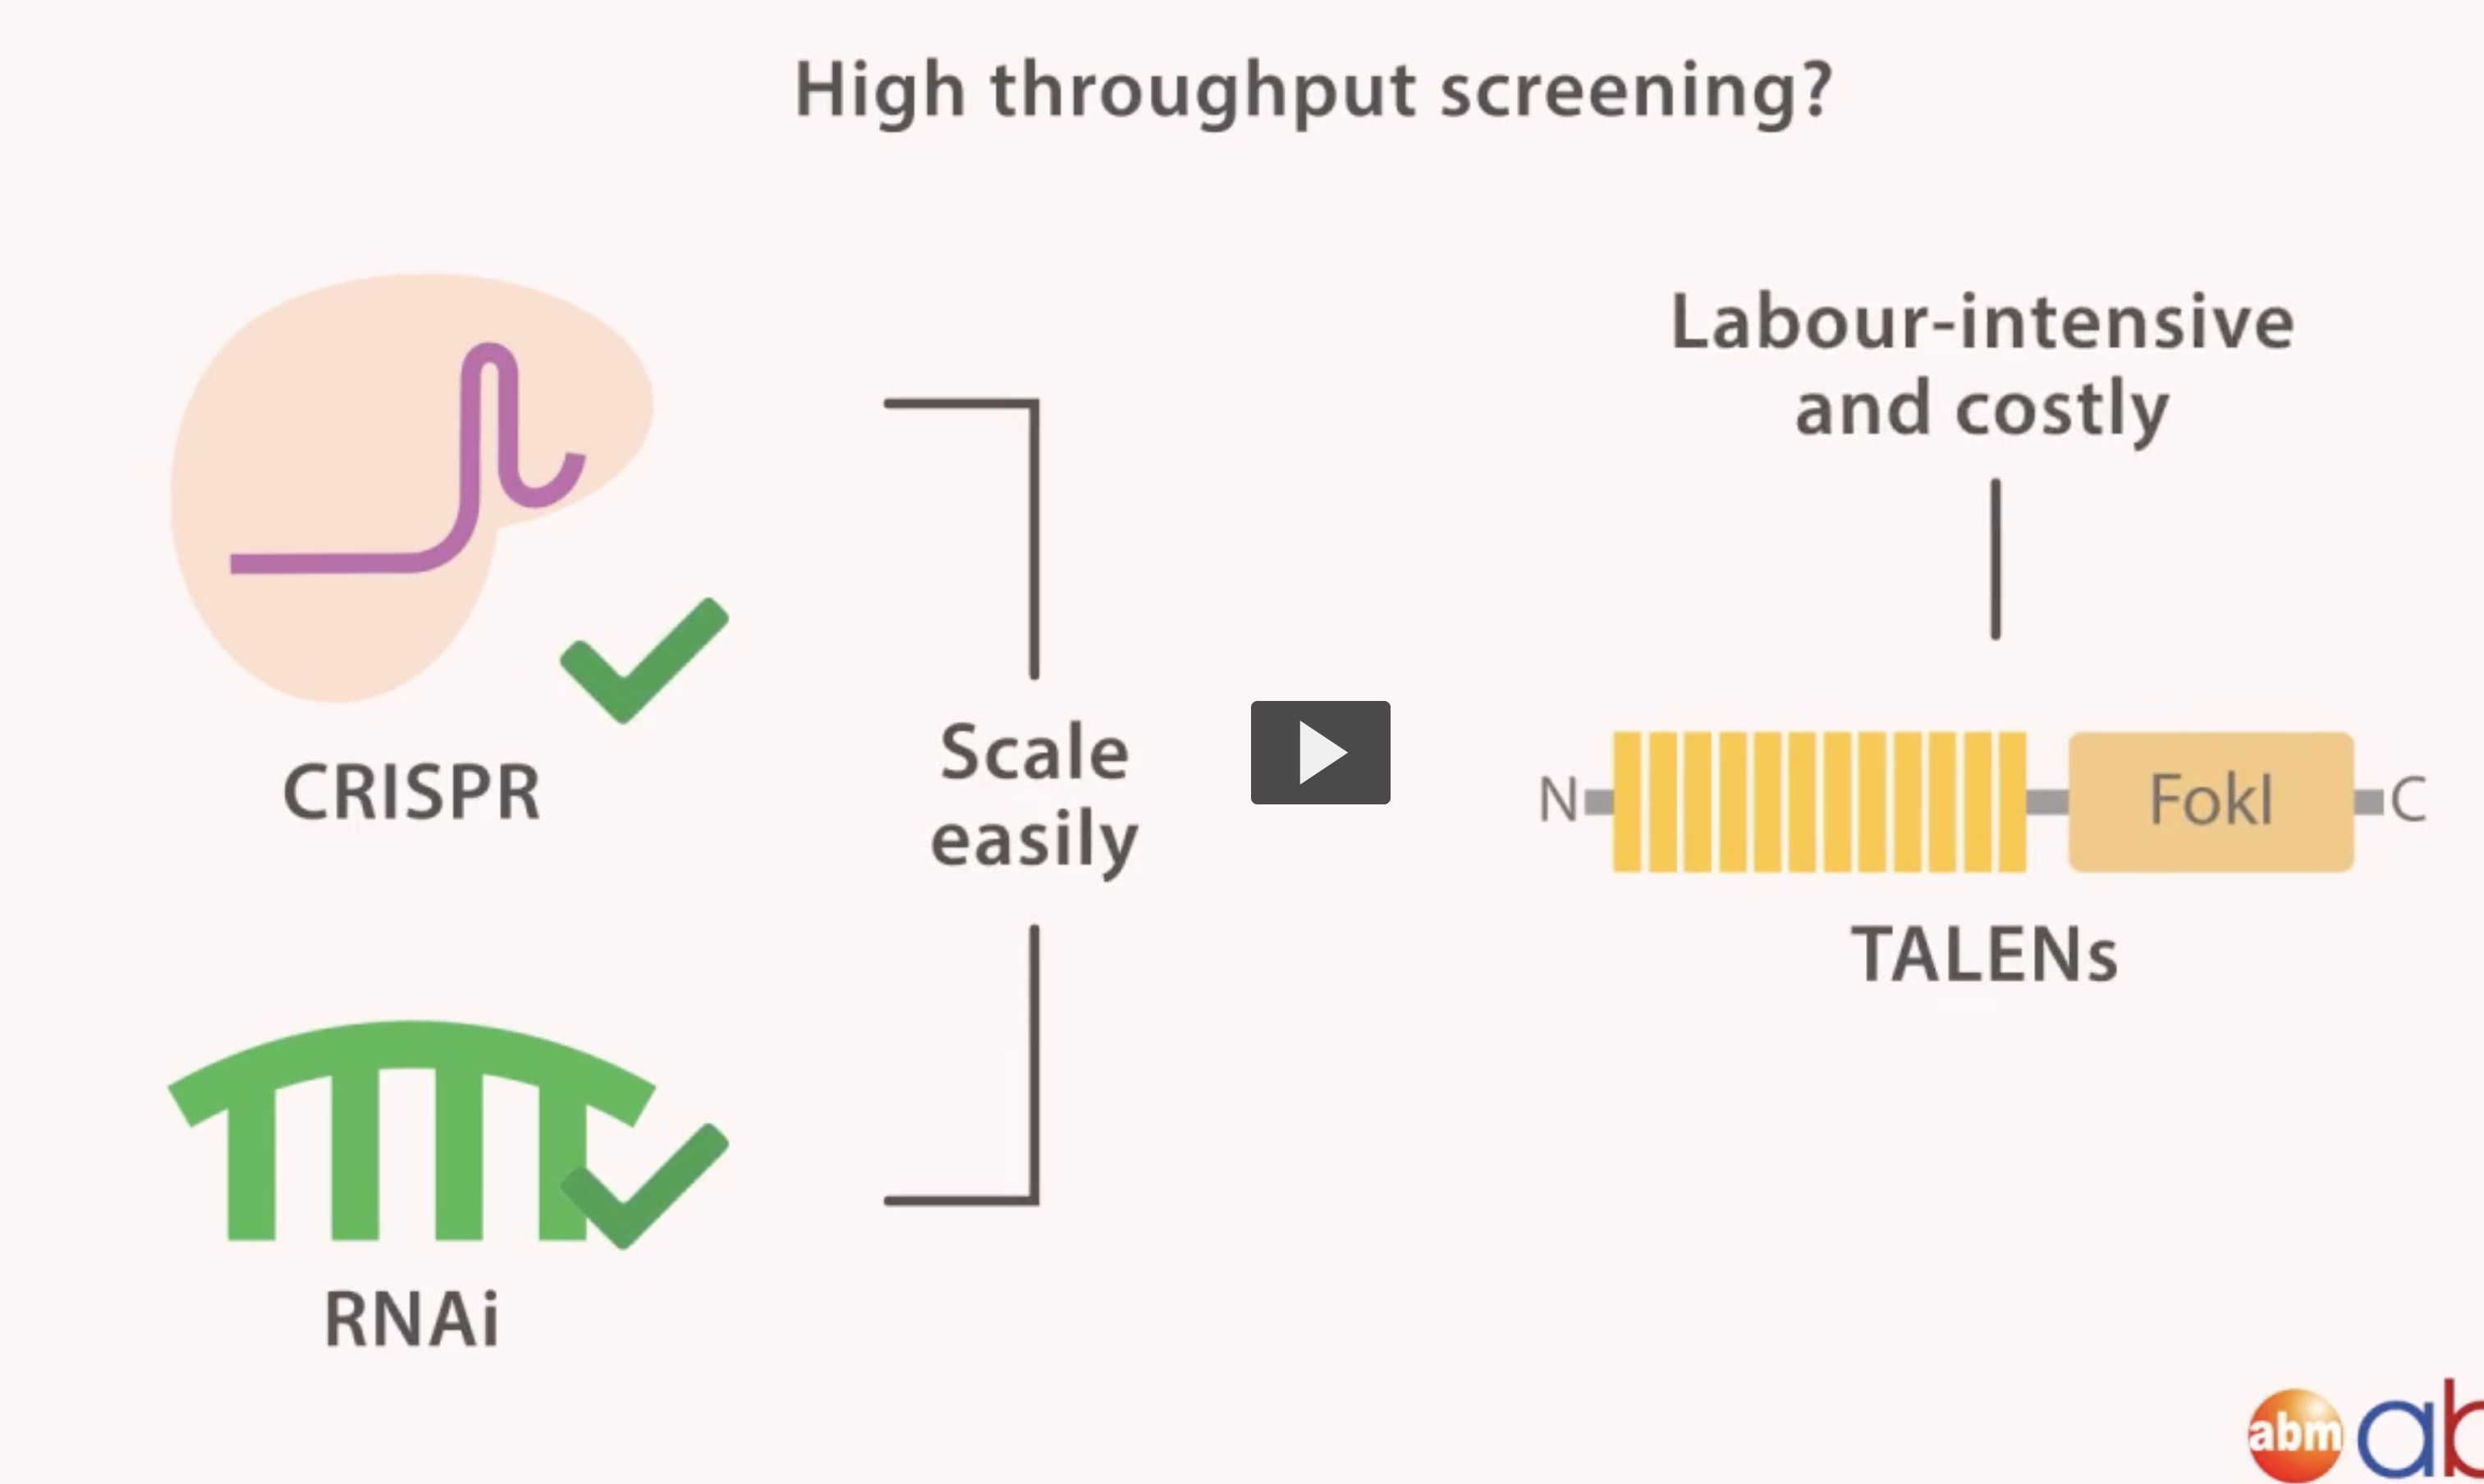 High throughput screening?
CRISPR
Scale
easily
RNAi
Labour-intensive
and costly
N
FokI
C
TALENs
abm
ab